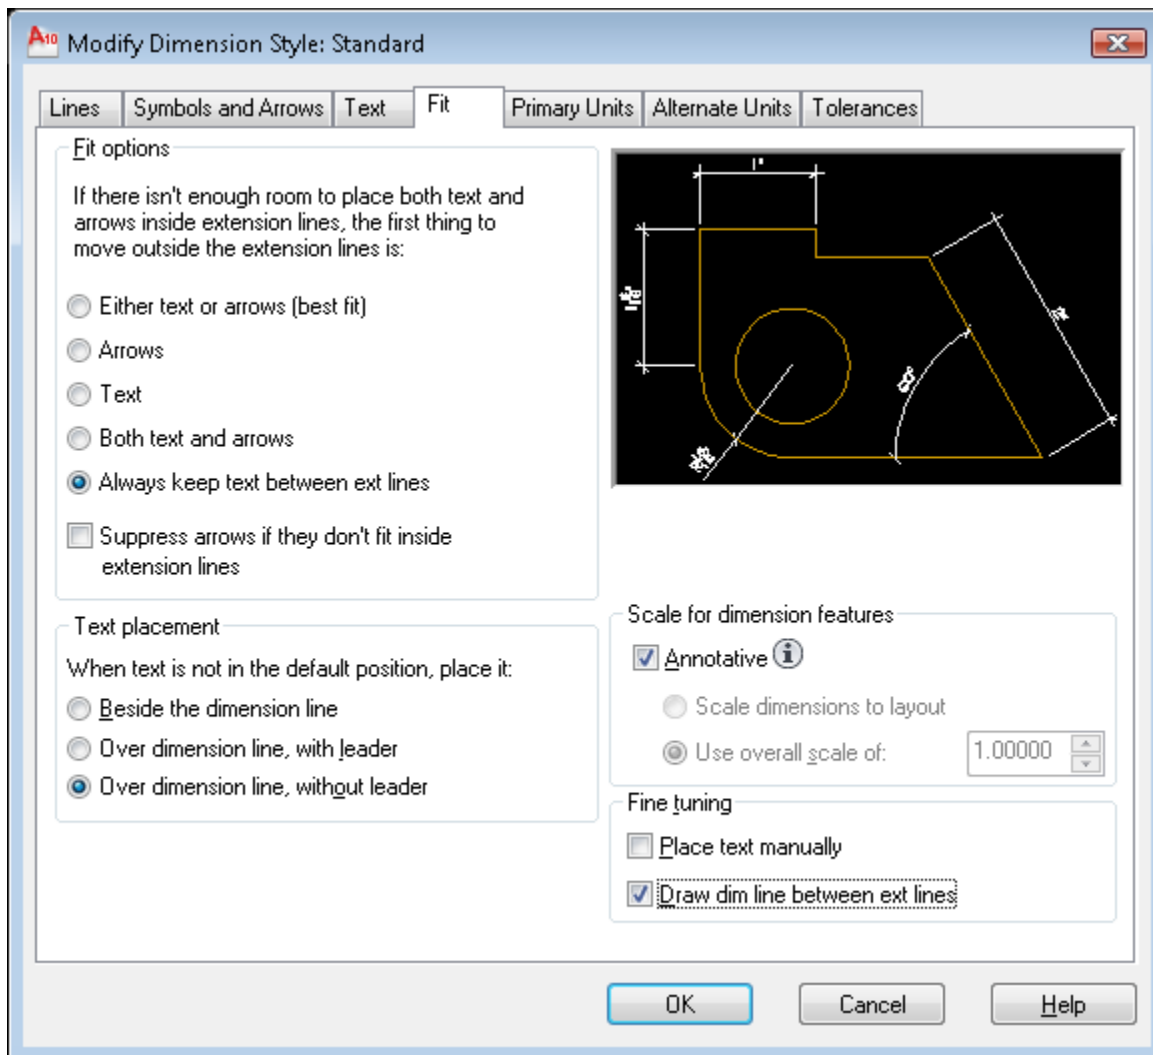 A10 Modify Dimension Style: Standard
Lines Symbols and Arrows Text Fit Primary Units Alternate Units Tolerances
Fit options
If there isn't enough room to place both text and
arrows inside extension lines, the first thing to
move outside the extension lines is:
Either text or arrows (best fit)
Arrows
Text
Both text and arrows
Always keep text between ext lines
Suppress arrows if they don't fit inside
extension lines
Text placement
When text is not in the default position, place it:
Beside the dimension line
Over dimension line, with leader
Over dimension line, without leader
1"
Scale for dimension features
Annotative
Scale dimensions to layout
Use overall scale of: 1.00000
Fine tuning
Place text manually
Draw dim line between ext lines
OK Cancel Help